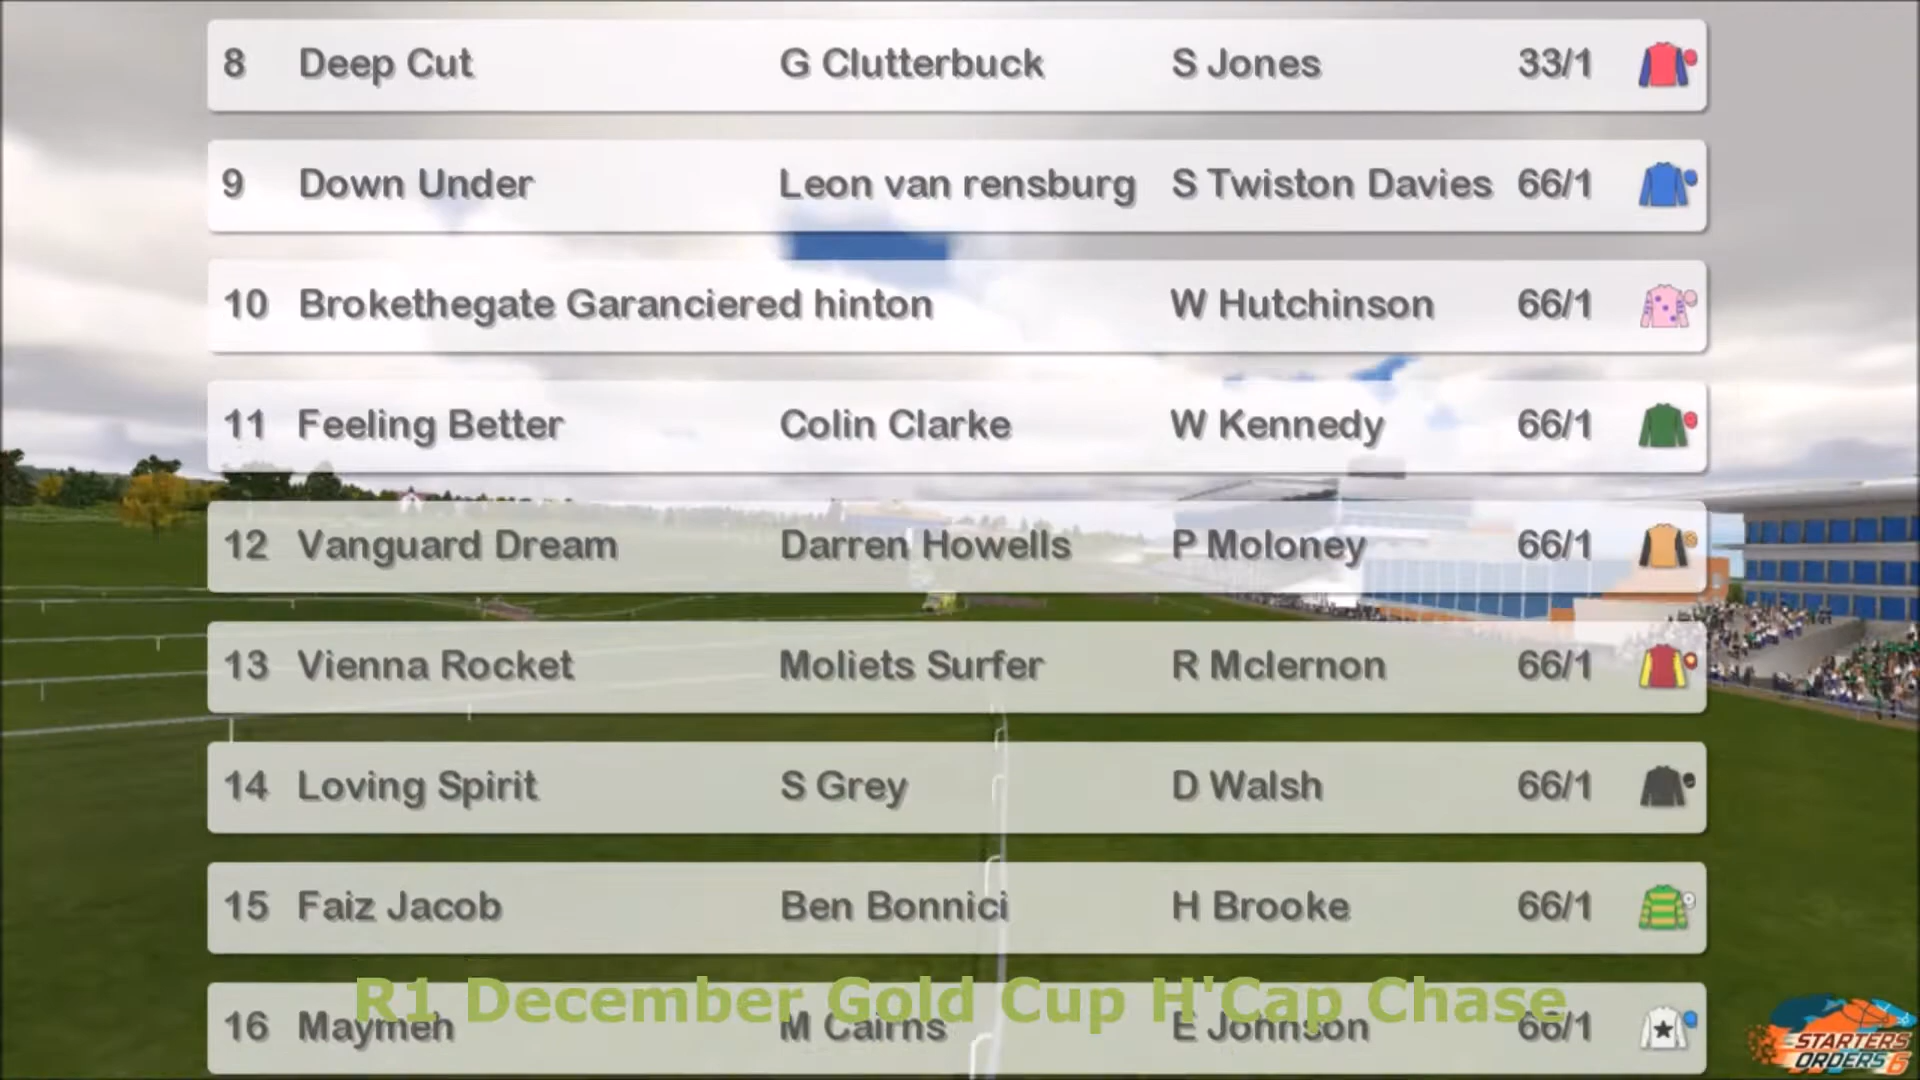 8 Deep Cut G Clutterbuck S Jones 33/1
9 Down Under Leon van rensburg S Twiston Davies 66/1
10 Brokethegate Garanciered hinton W Hutchinson 66/1
11 Feeling Better Colin Clarke W Kennedy 66/1
12 Vanguard Dream Darren Howells P Moloney 66/1
13 Vienna Rocket Moliets Surfer R Mclernon 66/1
14 Loving Spirit S Grey D Walsh 66/1
15 Faiz Jacob Ben Bonnici H Brooke 66/1
R1 December Gold Cup H'Cap Chase
16 Maymeh M Cairns E Johnson 66/1
STARTERS
ORDERS 6